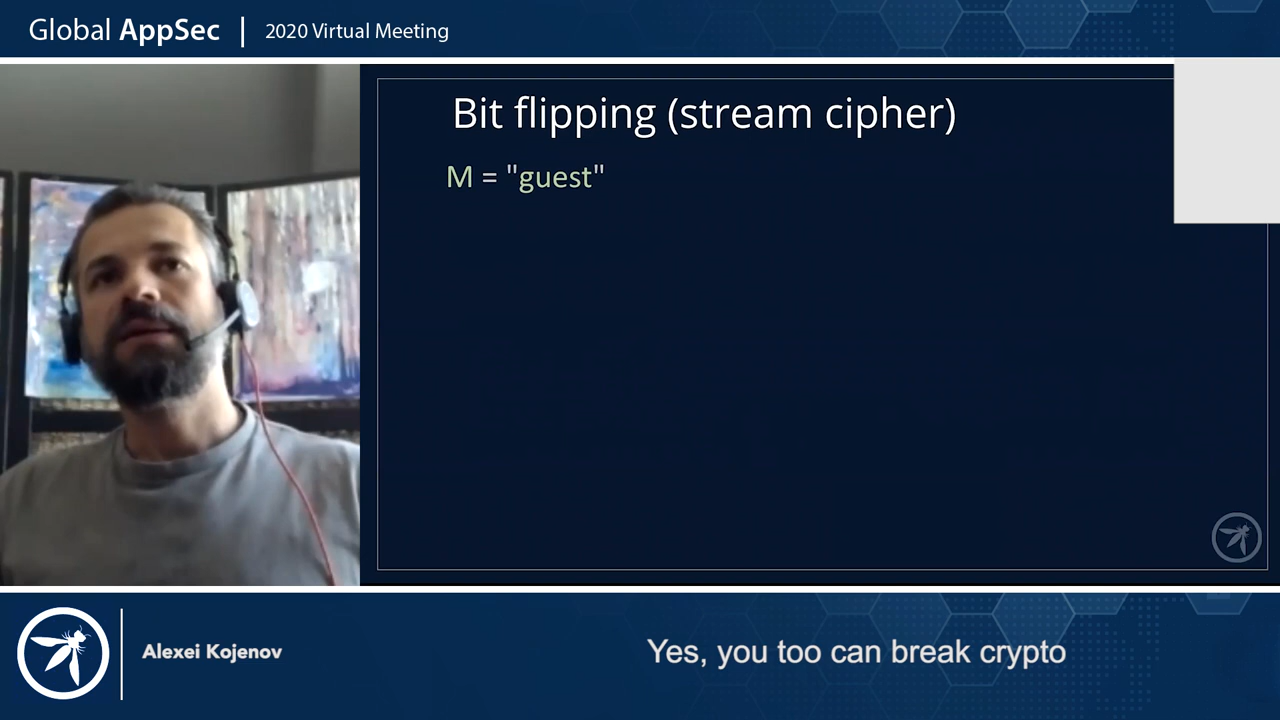 Global AppSec | 2020 Virtual Meeting
Bit flipping (stream cipher)
M = "guest"
Alexei Kojenov
Yes, you too can break crypto